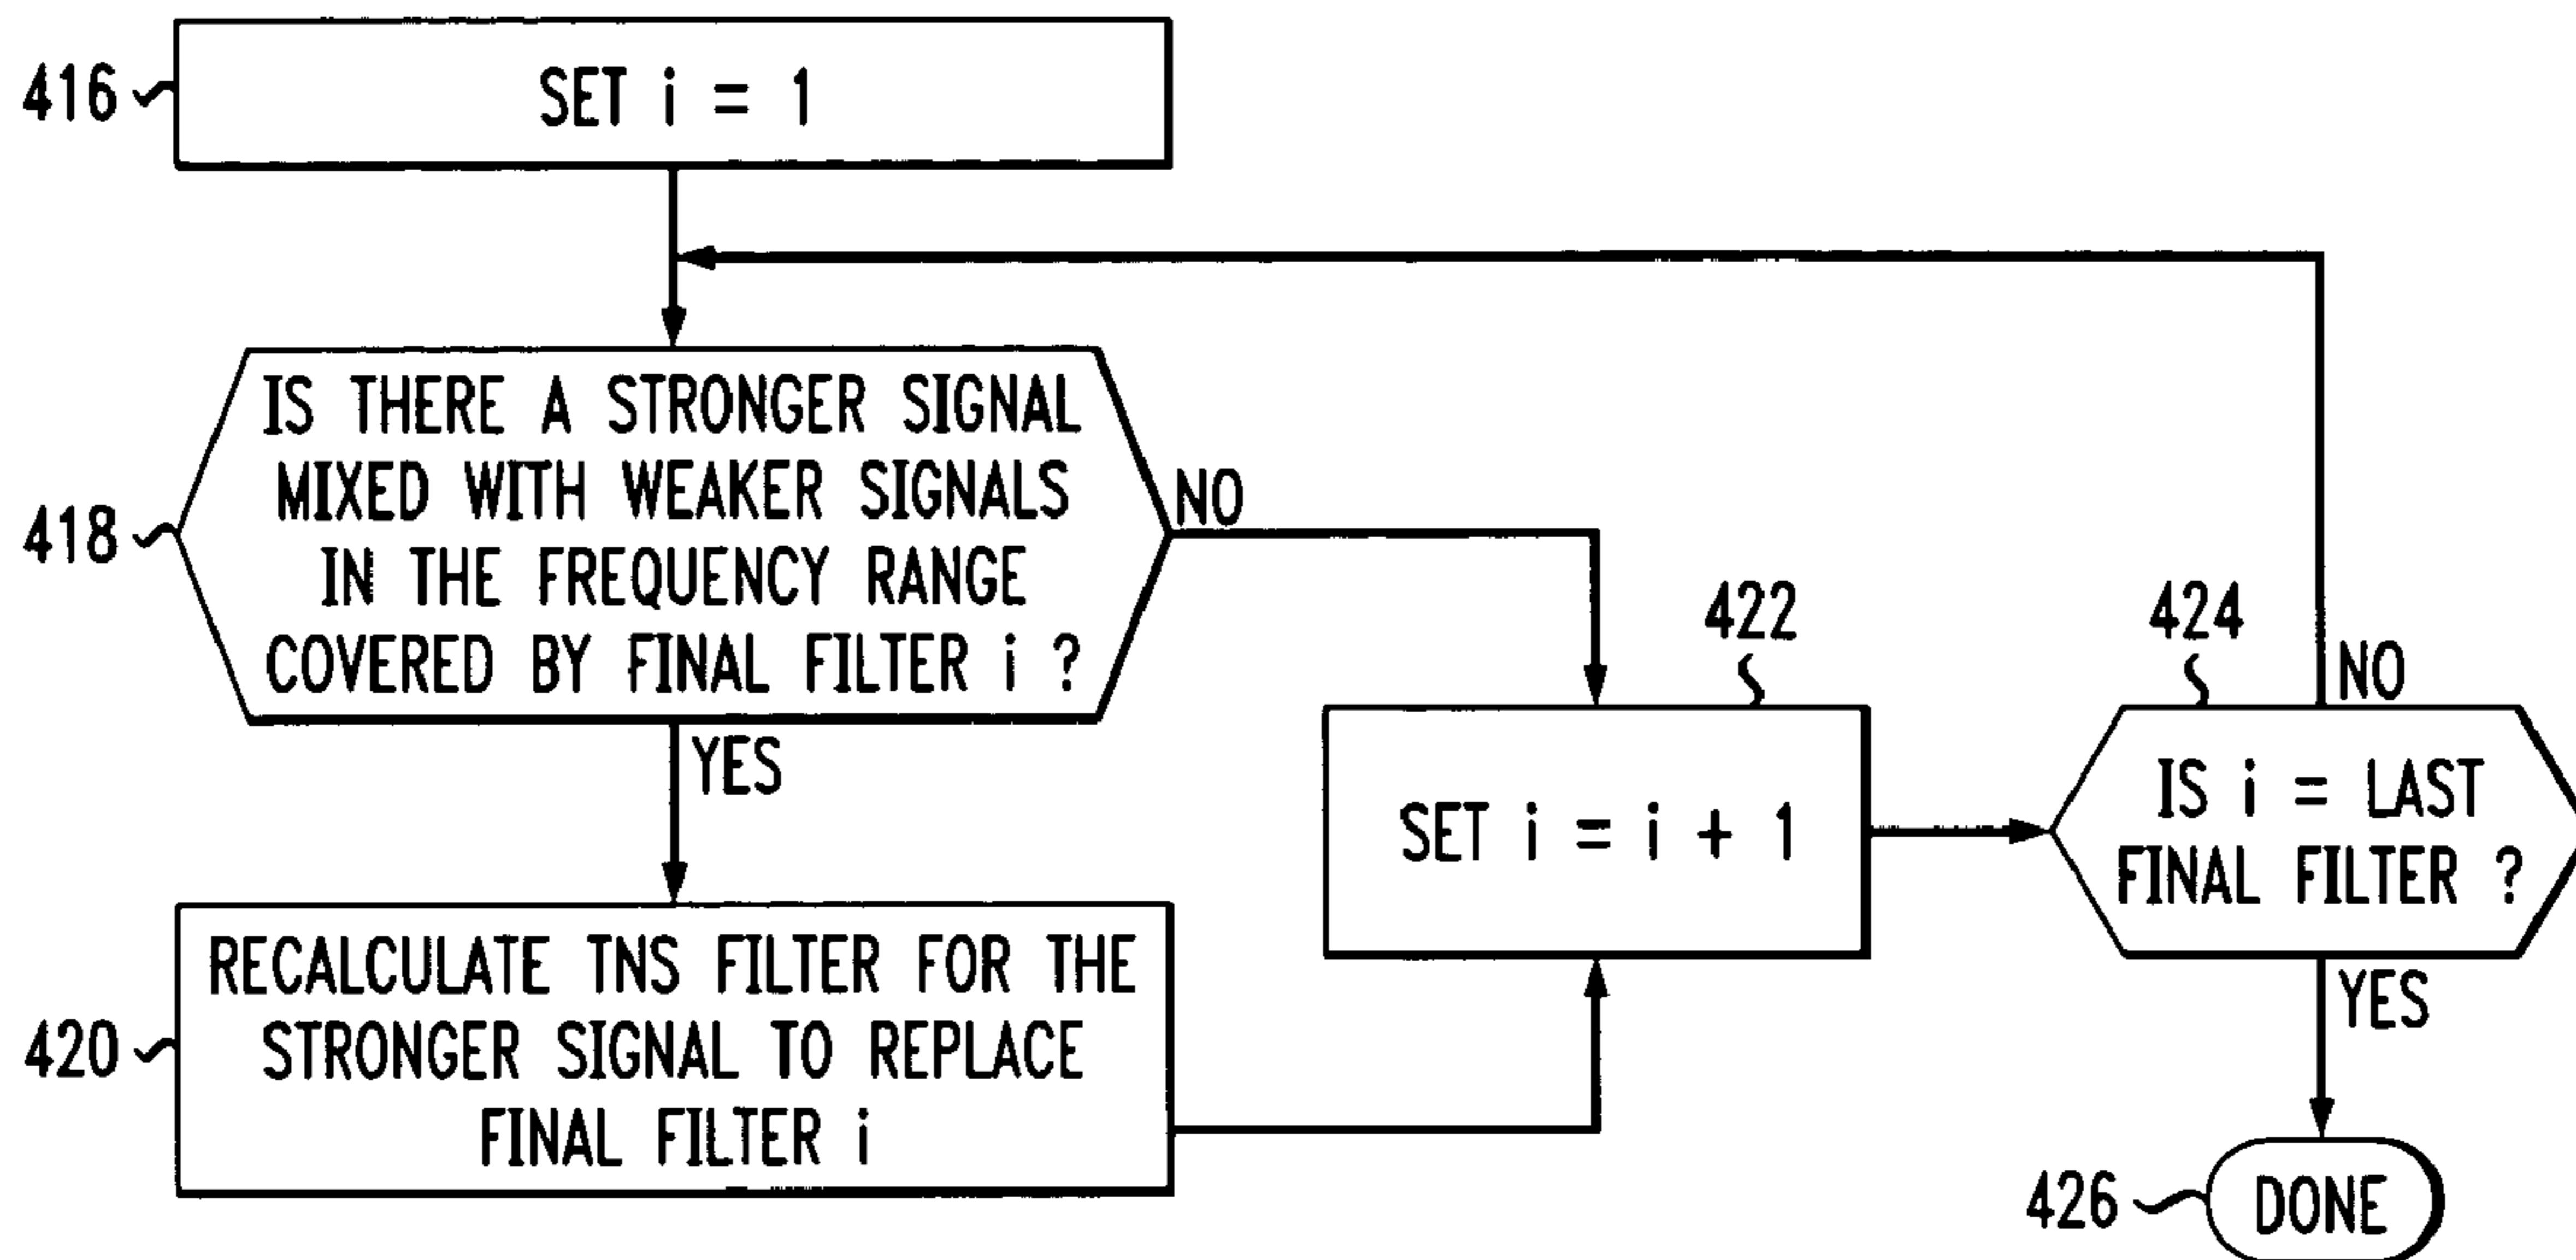 416
SET i = 1
418
IS THERE A STRONGER SIGNAL
MIXED WITH WEAKER SIGNALS
IN THE FREQUENCY RANGE
COVERED BY FINAL FILTER i ?
NO
YES
420
RECALCULATE TNS FILTER FOR THE
STRONGER SIGNAL TO REPLACE
FINAL FILTER i
422
SET i = i + 1
424
NO
IS i = LAST
FINAL FILTER ?
YES
426
DONE